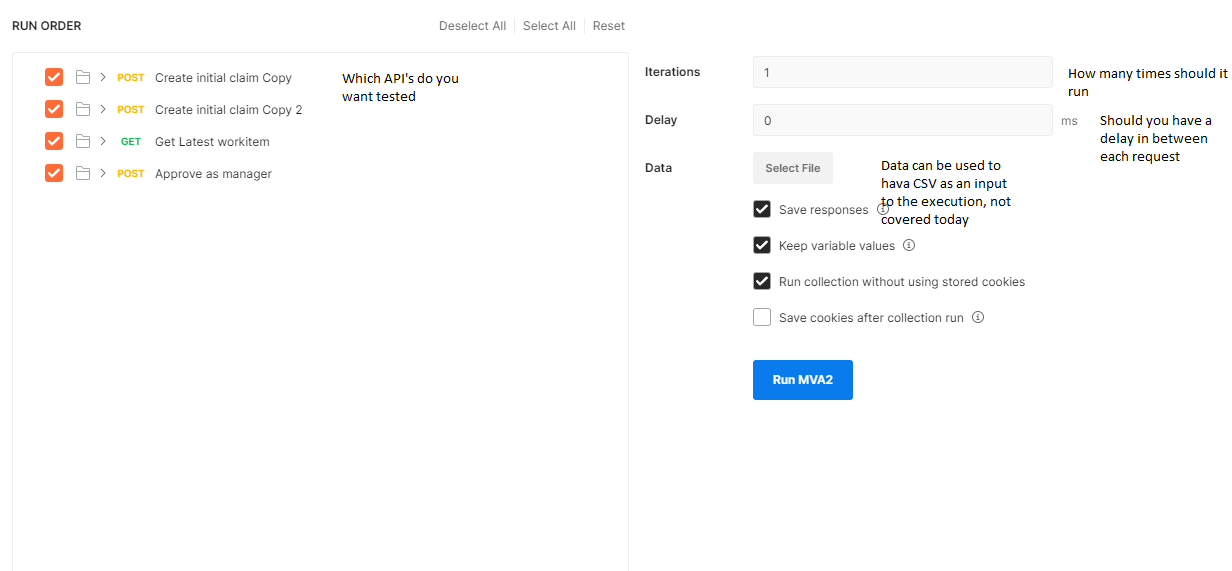 RUN ORDER
Deselect All
Select All
Reset
POST Create initial claim Copy
POST Create initial claim Copy 2
GET Get Latest workitem
POST Approve as manager
Which API's do you
want tested
Iterations
1
How many times should it
run
Delay
0
ms
Should you have a
delay in between
each request
Data
Select File
Data can be used to
hava CSV as an input
to the execution, not
covered today
Save responses
Keep variable values
Run collection without using stored cookies
Save cookies after collection run
Run MVA2